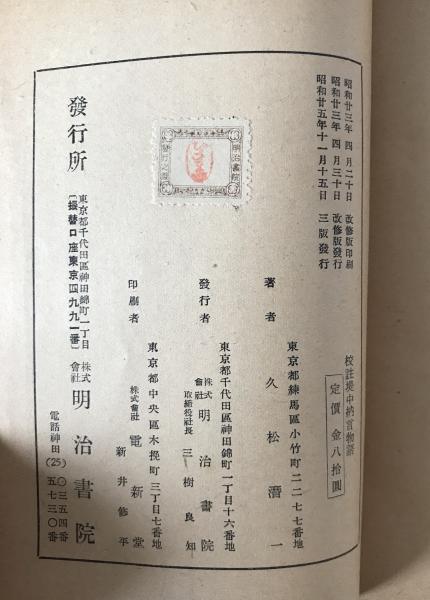 昭和廿三年 四月二十日 改修版印刷
昭和廿三年 四月三十日 改修版發行
昭和廿五年十一月十五日 三版發行
校註堤中納言物語
定價 金八拾圓
明治書院
東京都練馬區小竹町二二七七番地
著者 久松潛一
東京都千代田區神田錦町一丁目十六番地
發行者 株式會社 明治書院
取締役社長 三樹良知
東京都中央區木挽町三丁目七番地
印刷者 株式會社 電新堂
新井修平
發行所
東京都千代田區神田錦町一丁目
〔振替口座東京四九九一番〕
株式會社 明治書院
電話神田(25)
〇三五四番
五七三〇番